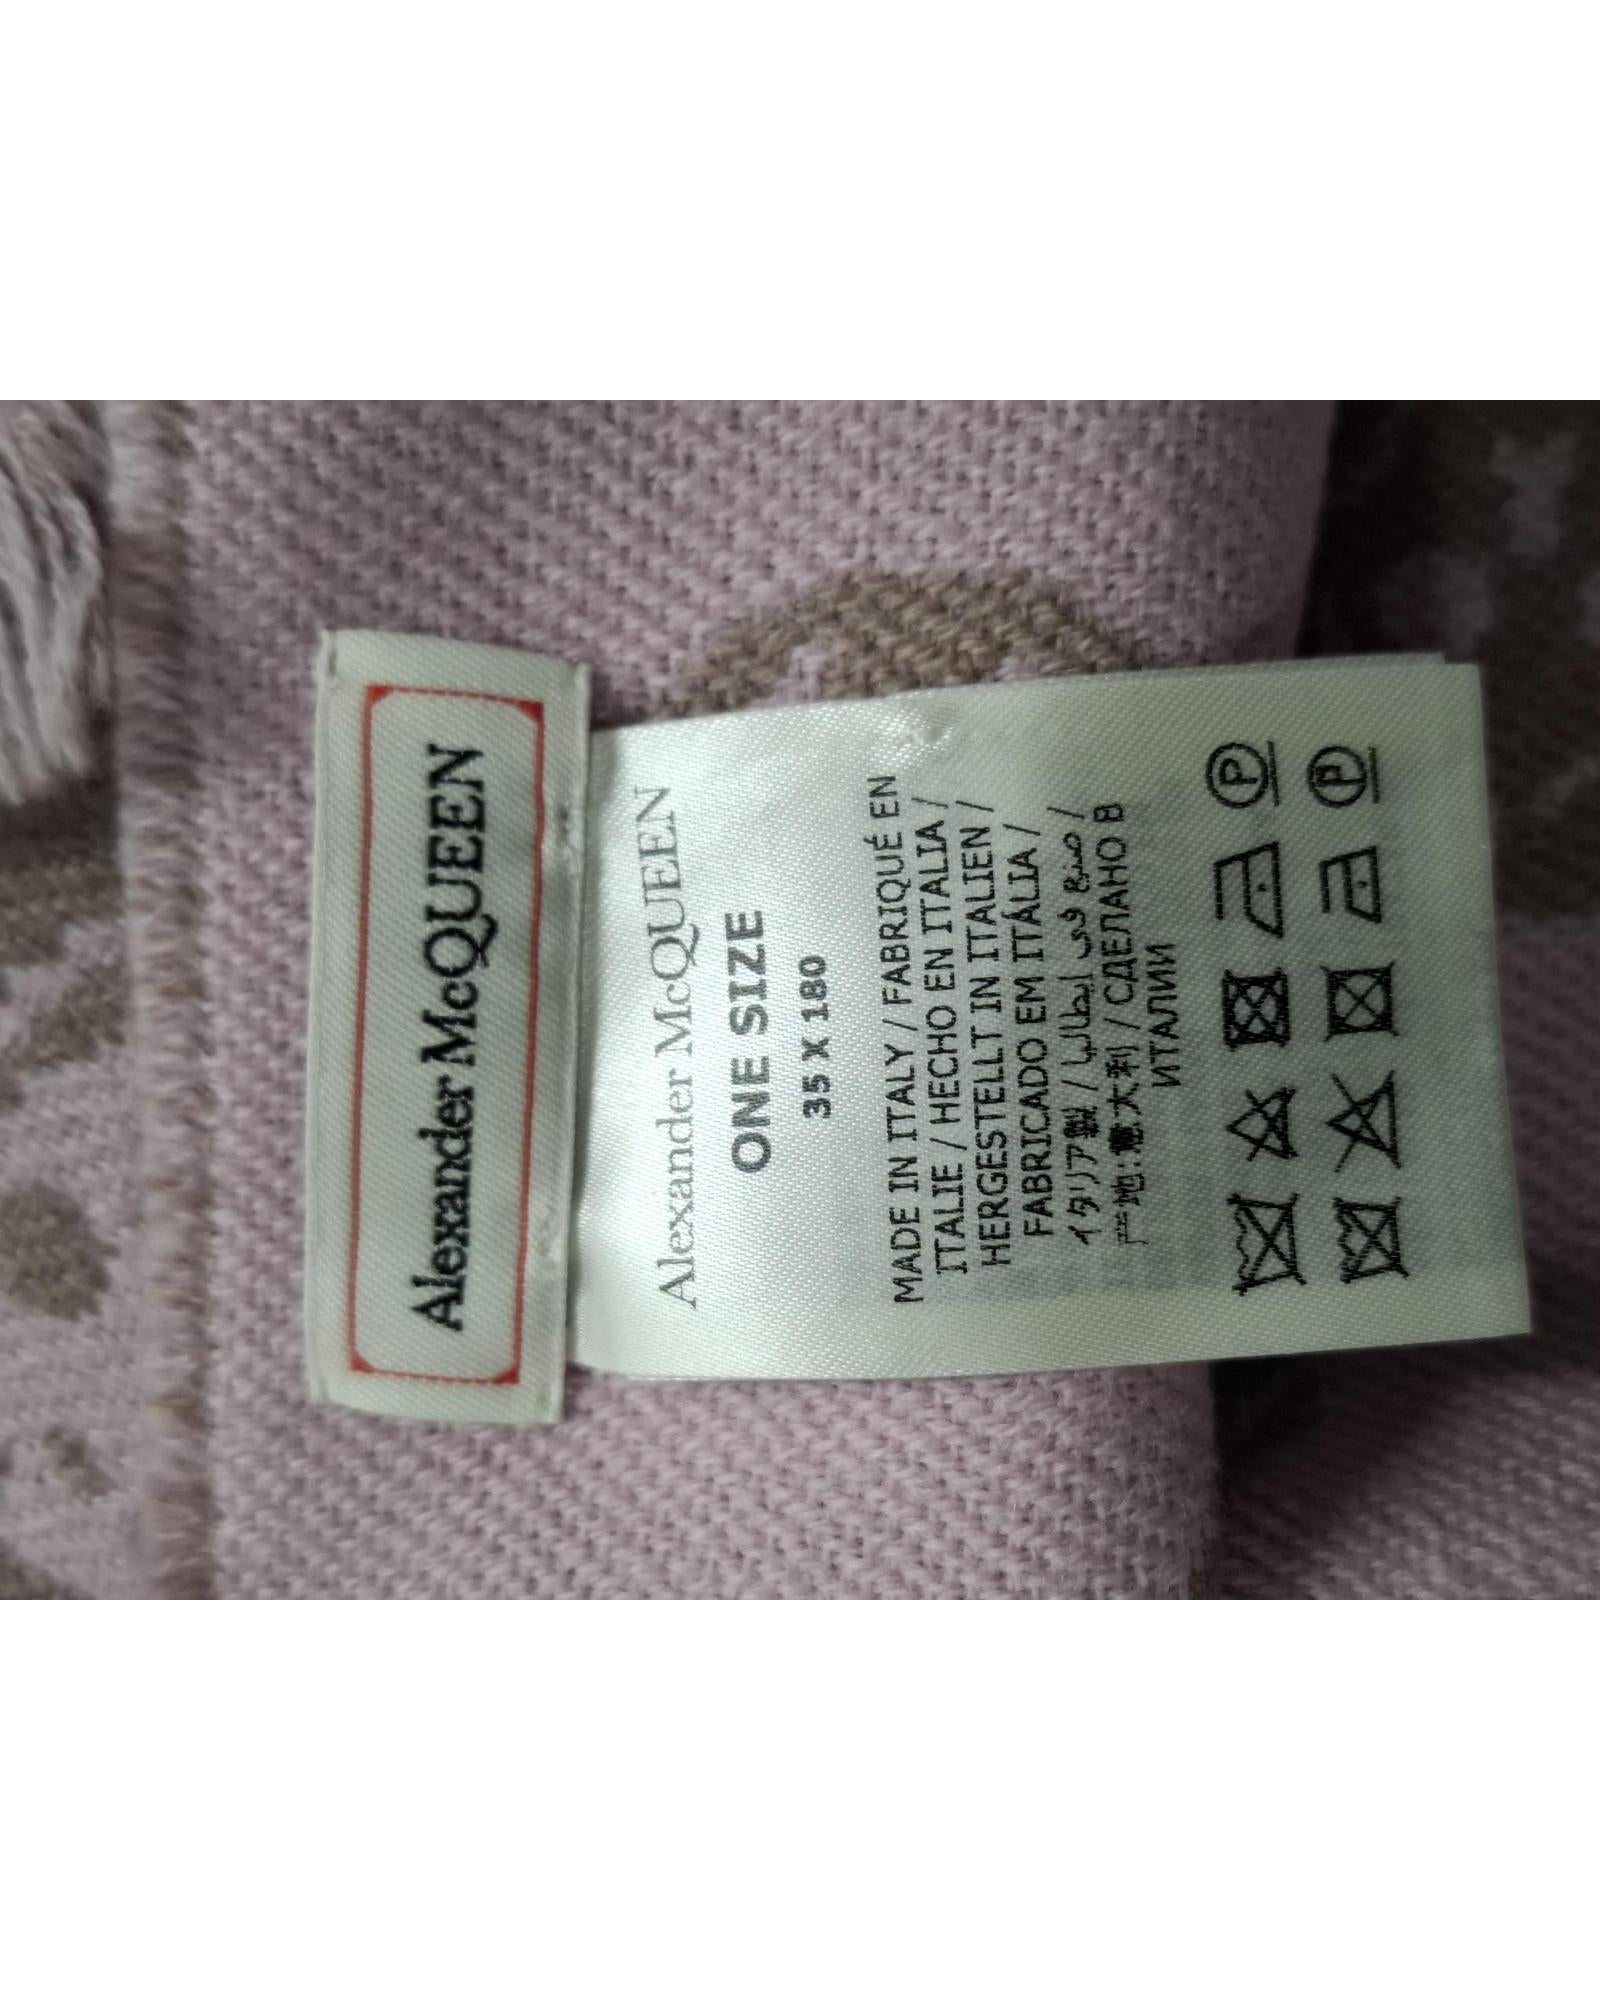 Alexander McQUEEN
Alexander McQUEEN
ONE SIZE
35 X 180
MADE IN ITALY / FABRIQUÉ EN
ITALIE / HECHO EN ITALIA /
HERGESTELLT IN ITALIEN /
FABRICADO EM ITÁLIA /
イタリア製 / صنع في إيطاليا /
产地:意大利 / СДЕЛАНО В
ИТАЛИИ
P
P